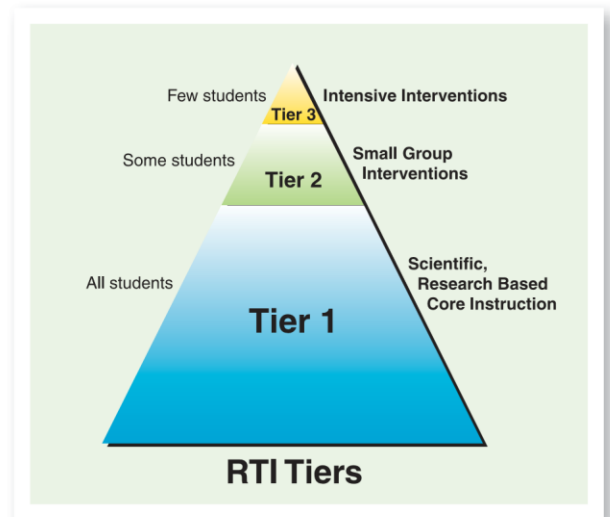 Few students
Intensive Interventions
Tier 3
Some students
Small Group
Interventions
Tier 2
All students
Scientific,
Research Based
Core Instruction
Tier 1
RTI Tiers